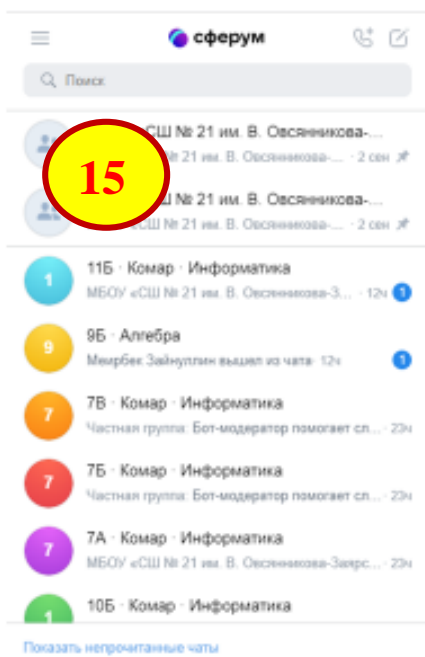 сферум
Поиск
СШ № 21 им. В. Овсянникова-...
№ 21 им. В. Овсянникова-... · 2 сен
15
СШ № 21 им. В. Овсянникова-...
«СШ № 21 им. В. Овсянникова-... · 2 сен
1
11Б · Комар · Информатика
МБОУ «СШ № 21 им. В. Овсянникова-З... · 12ч
1
9
9Б · Алгебра
Меирбек Зайнуллин вышел из чата · 12ч
1
7
7В · Комар · Информатика
Частная группа: Бот-модератор помогает сл... · 23ч
7
7Б · Комар · Информатика
Частная группа: Бот-модератор помогает сл... · 23ч
7
7А · Комар · Информатика
МБОУ «СШ № 21 им. В. Овсянникова-Заярс... · 23ч
1
10Б · Комар · Информатика
Показать непрочитанные чаты